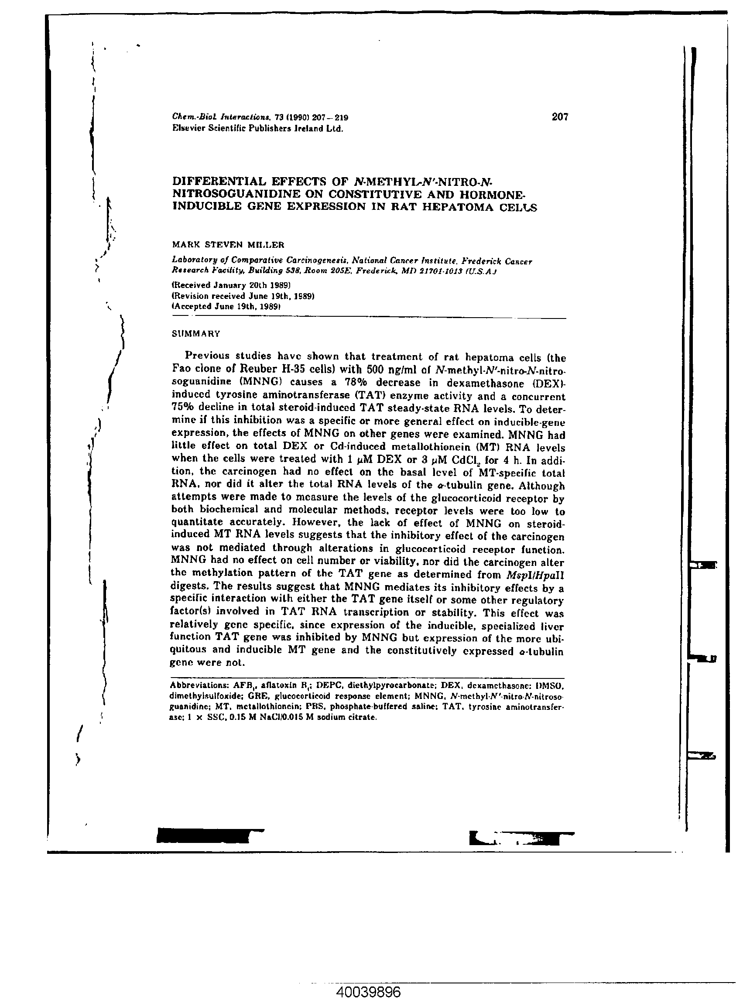 Chem.-Biol. Interactions, 73 (1990) 207–219
207
Elsevier Scientific Publishers Ireland Ltd.
DIFFERENTIAL EFFECTS OF N-METHYL-N'-NITRO-N-
NITROSOGUANIDINE ON CONSTITUTIVE AND HORMONE-
INDUCIBLE GENE EXPRESSION IN RAT HEPATOMA CELLS
MARK STEVEN MILLER
Laboratory of Comparative Carcinogenesis, National Cancer Institute, Frederick Cancer
Research Facility, Building 538, Room 205E, Frederick, MD 21701-1013 (U.S.A.)
(Received January 20th 1989)
(Revision received June 19th, 1989)
(Accepted June 19th, 1989)
SUMMARY
Previous studies have shown that treatment of rat hepatoma cells (the
Fao clone of Reuber H-35 cells) with 500 ng/ml of N-methyl-N'-nitro-N-nitro-
soguanidine (MNNG) causes a 78% decrease in dexamethasone (DEX)-
induced tyrosine aminotransferase (TAT) enzyme activity and a concurrent
75% decline in total steroid-induced TAT steady-state RNA levels. To deter-
mine if this inhibition was a specific or more general effect on inducible-gene
expression, the effects of MNNG on other genes were examined. MNNG had
little effect on total DEX or Cd-induced metallothionein (MT) RNA levels
when the cells were treated with 1 μM DEX or 3 μM CdCl₂ for 4 h. In addi-
tion, the carcinogen had no effect on the basal level of MT-specific total
RNA, nor did it alter the total RNA levels of the α-tubulin gene. Although
attempts were made to measure the levels of the glucocorticoid receptor by
both biochemical and molecular methods, receptor levels were too low to
quantitate accurately. However, the lack of effect of MNNG on steroid-
induced MT RNA levels suggests that the inhibitory effect of the carcinogen
was not mediated through alterations in glucocorticoid receptor function.
MNNG had no effect on cell number or viability, nor did the carcinogen alter
the methylation pattern of the TAT gene as determined from MspI/HpaII
digests. The results suggest that MNNG mediates its inhibitory effects by a
specific interaction with either the TAT gene itself or some other regulatory
factor(s) involved in TAT RNA transcription or stability. This effect was
relatively gene specific, since expression of the inducible, specialized liver
function TAT gene was inhibited by MNNG but expression of the more ubi-
quitous and inducible MT gene and the constitutively expressed α-tubulin
gene were not.
Abbreviations: AFB₁, aflatoxin B₁; DEPC, diethylpyrocarbonate; DEX, dexamethasone; DMSO,
dimethylsulfoxide; GRE, glucocorticoid response element; MNNG, N-methyl-N'-nitro-N-nitroso-
guanidine; MT, metallothionein; PBS, phosphate-buffered saline; TAT, tyrosine aminotransfer-
ase; 1 × SSC, 0.15 M NaCl/0.015 M sodium citrate.
40039896